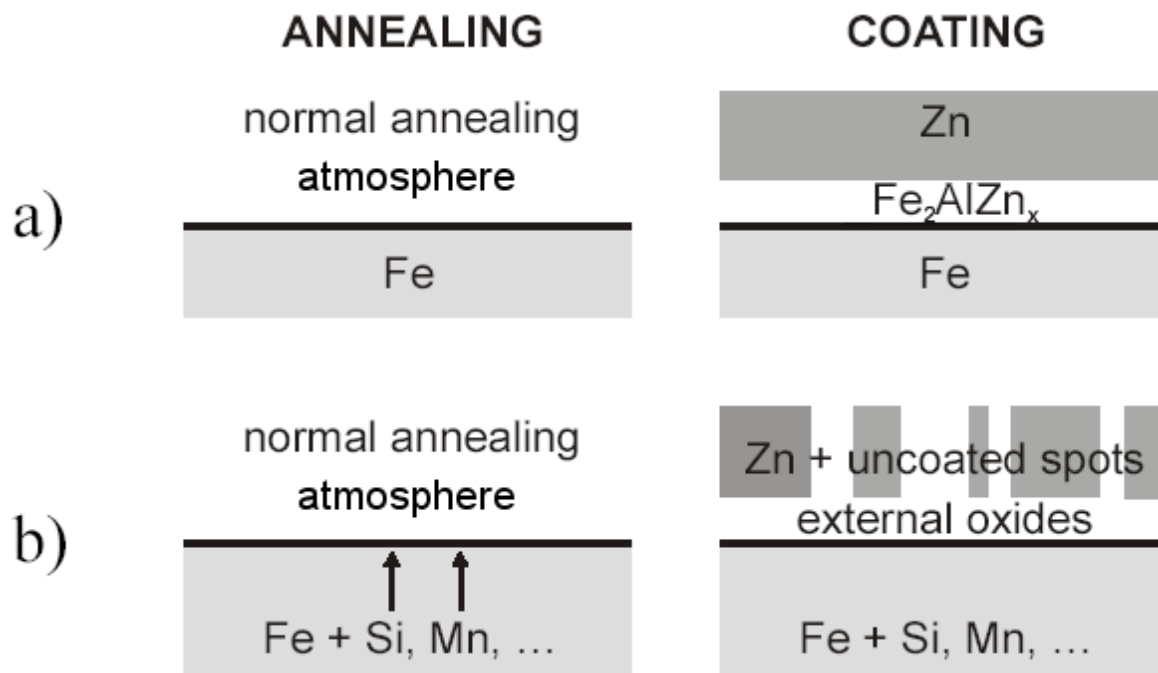 ANNEALING
COATING
a)
normal annealing
atmosphere
Fe
Zn
Fe₂AlZnₓ
Fe
b)
normal annealing
atmosphere
Fe + Si, Mn, ...
Zn + uncoated spots
external oxides
Fe + Si, Mn, ...